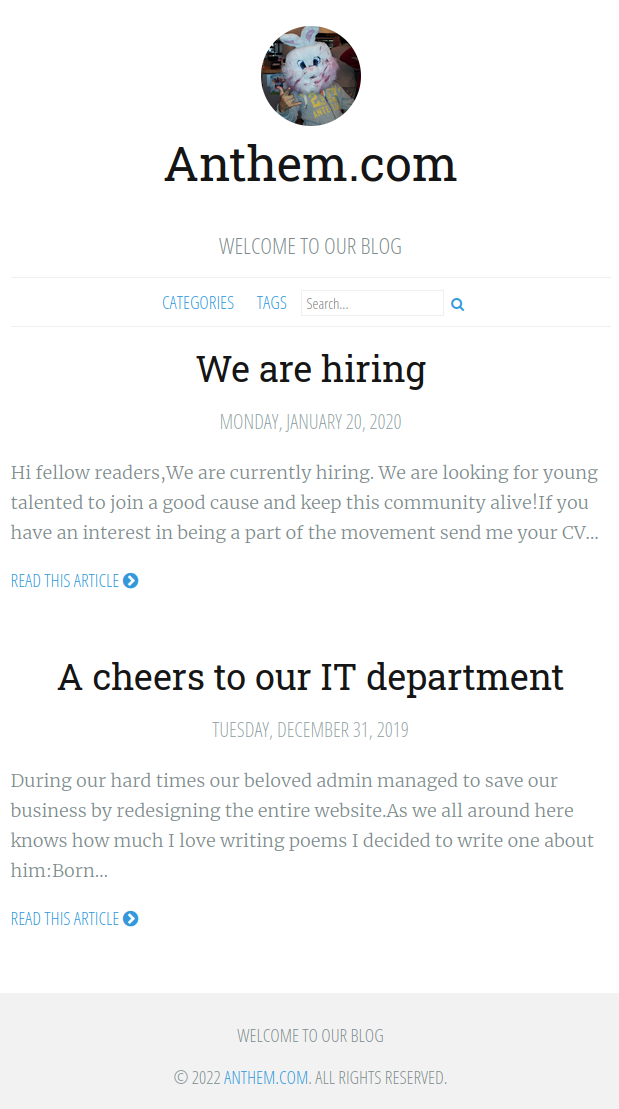 Anthem.com
WELCOME TO OUR BLOG
CATEGORIES TAGS Search...
We are hiring
MONDAY, JANUARY 20, 2020
Hi fellow readers,We are currently hiring. We are looking for young
talented to join a good cause and keep this community alive!If you
have an interest in being a part of the movement send me your CV...
READ THIS ARTICLE
A cheers to our IT department
TUESDAY, DECEMBER 31, 2019
During our hard times our beloved admin managed to save our
business by redesigning the entire website.As we all around here
knows how much I love writing poems I decided to write one about
him:Born...
READ THIS ARTICLE
WELCOME TO OUR BLOG
© 2022 ANTHEM.COM. ALL RIGHTS RESERVED.